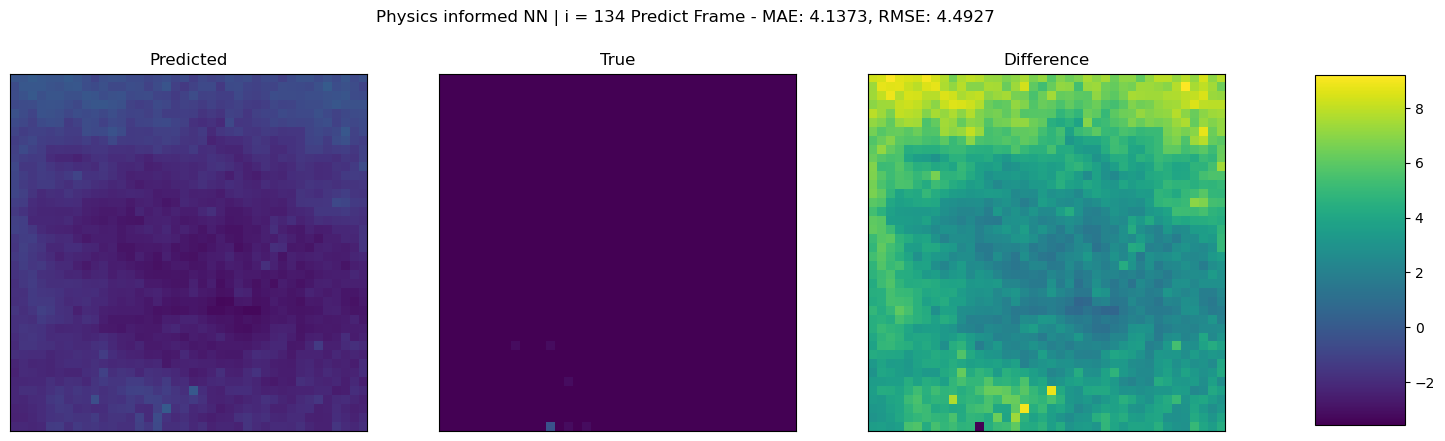 Physics informed NN | i = 134 Predict Frame - MAE: 4.1373, RMSE: 4.4927
Predicted
True
Difference
8
6
4
2
0
−2